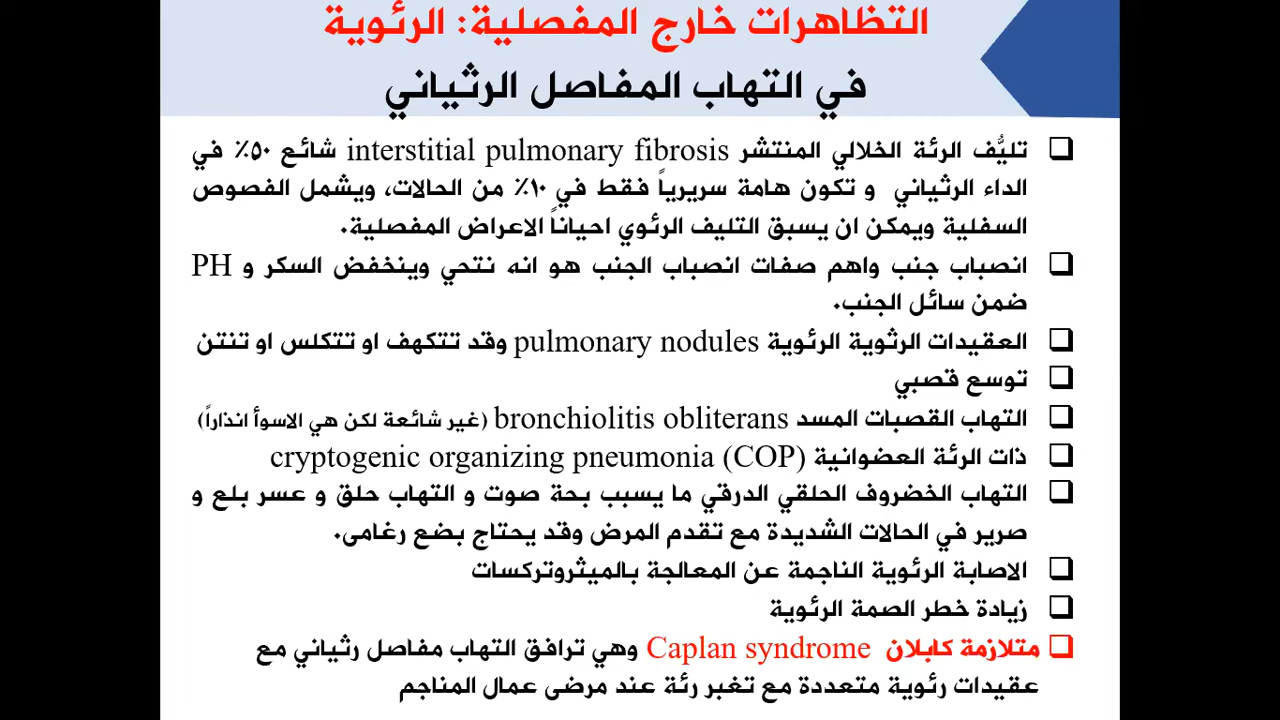 التظاهرات خارج المفصلية: الرئوية
في التهاب المفاصل الرثياني
تليُّف الرئة الخلالي المنتشر interstitial pulmonary fibrosis شائع ٥٠٪ في
الداء الرثياني و تكون هامة سريرياً فقط في ١٠٪ من الحالات، ويشمل الفصوص
السفلية ويمكن ان يسبق التليف الرئوي احياناً الاعراض المفصلية.
انصباب جنب واهم صفات انصباب الجنب هو انه نتحي وينخفض السكر و PH
ضمن سائل الجنب.
العقيدات الرثوية الرئوية pulmonary nodules وقد تتكهف او تتكلس او تنتن
توسع قصبي
التهاب القصبات المسد bronchiolitis obliterans (غير شائعة لكن هي الاسوأ انذاراً)
ذات الرئة العضوانية cryptogenic organizing pneumonia (COP)
التهاب الخضروف الحلقي الدرقي ما يسبب بحة صوت و التهاب حلق و عسر بلع و
صرير في الحالات الشديدة مع تقدم المرض وقد يحتاج بضع رغامى.
الاصابة الرئوية الناجمة عن المعالجة بالميثروتركسات
زيادة خطر الصمة الرئوية
متلازمة كابلان Caplan syndrome وهي ترافق التهاب مفاصل رثياني مع
عقيدات رئوية متعددة مع تغبر رئة عند مرضى عمال المناجم